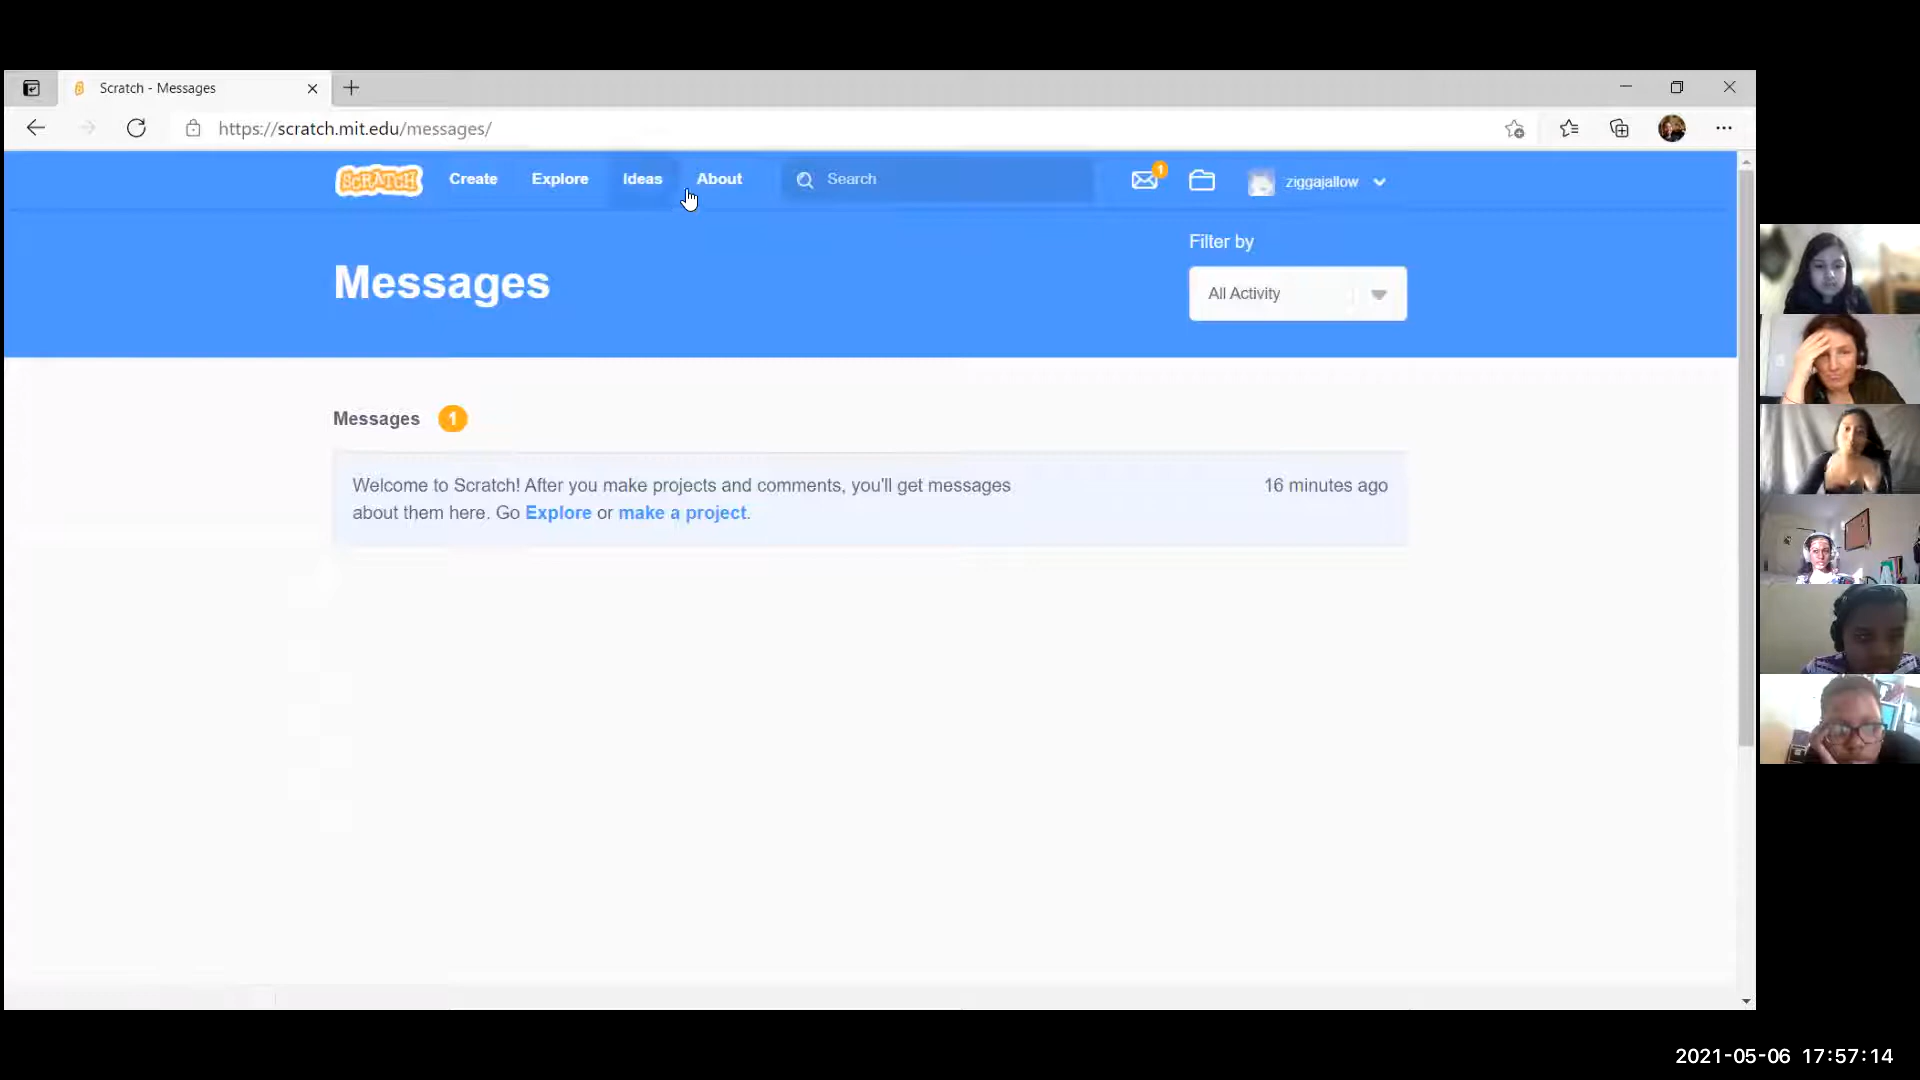 Scratch - Messages
https://scratch.mit.edu/messages/
SCRATCH Create Explore Ideas About Search 1 ziggajallow
Filter by
Messages
All Activity
Messages 1
Welcome to Scratch! After you make projects and comments, you'll get messages 16 minutes ago
about them here. Go Explore or make a project.
2021-05-06 17:57:14